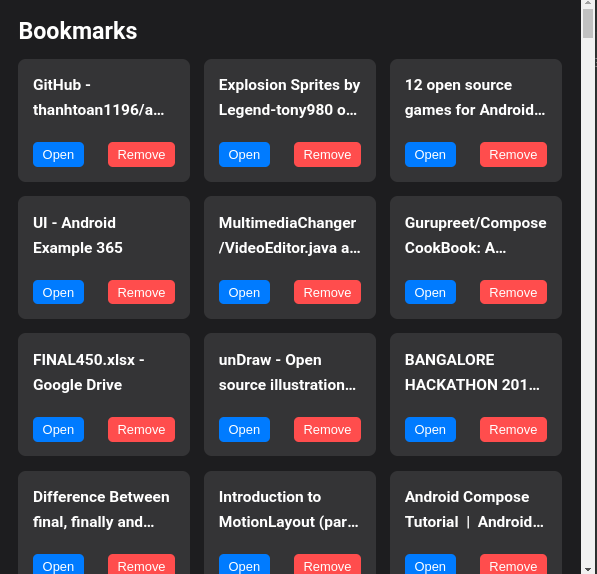 Bookmarks
GitHub -
thanhtoan1196/a...
Open Remove
Explosion Sprites by
Legend-tony980 o...
Open Remove
12 open source
games for Android...
Open Remove
UI - Android
Example 365
Open Remove
MultimediaChanger
/VideoEditor.java a...
Open Remove
Gurupreet/Compose
CookBook: A...
Open Remove
FINAL450.xlsx -
Google Drive
Open Remove
unDraw - Open
source illustration...
Open Remove
BANGALORE
HACKATHON 201...
Open Remove
Difference Between
final, finally and...
Open Remove
Introduction to
MotionLayout (par...
Open Remove
Android Compose
Tutorial | Android...
Open Remove